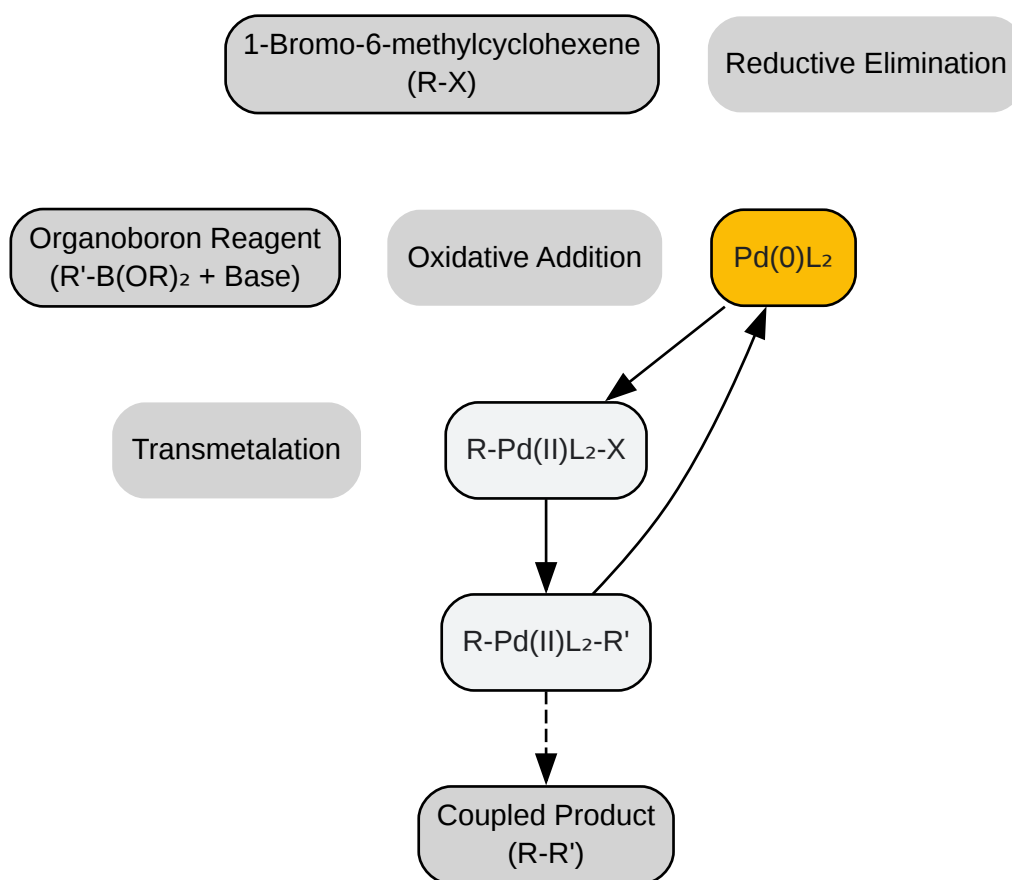 1-Bromo-6-methylcyclohexene
(R-X)
Reductive Elimination
Organoboron Reagent
(R'-B(OR)₂ + Base)
Oxidative Addition
Pd(0)L₂
Transmetalation
R-Pd(II)L₂-X
R-Pd(II)L₂-R'
Coupled Product
(R-R')